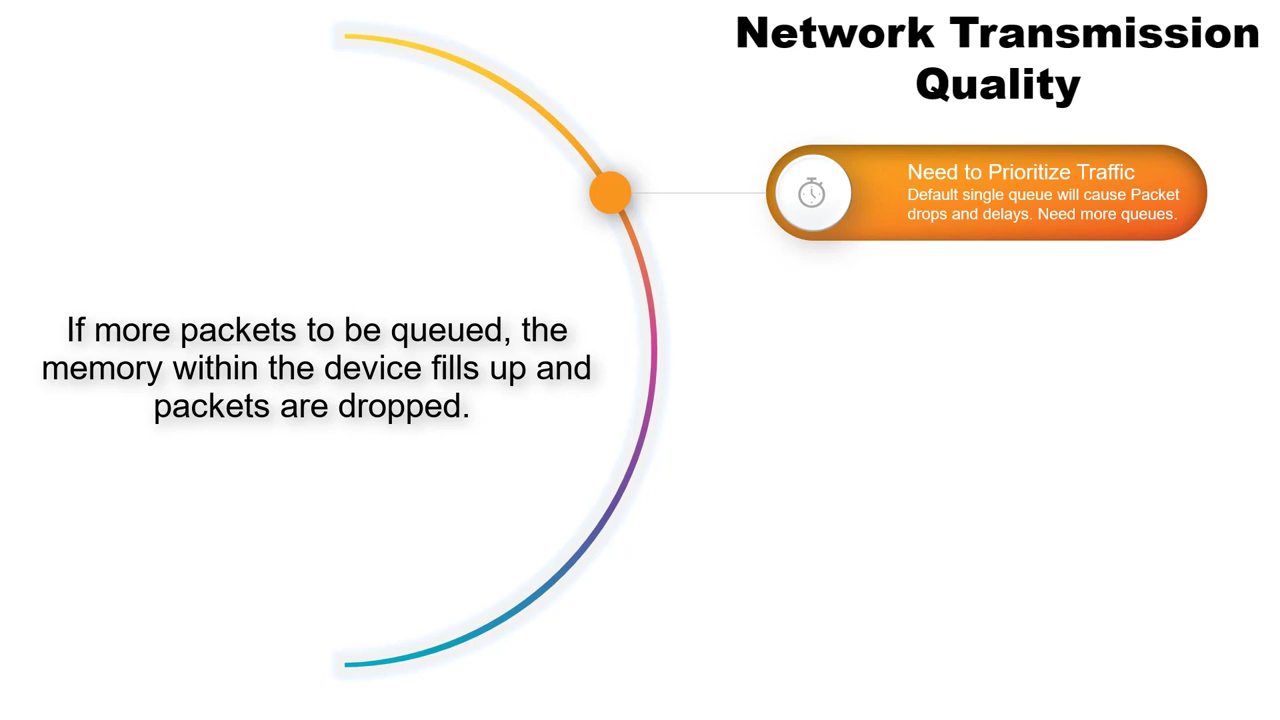 Network Transmission
Quality
Need to Prioritize Traffic
Default single queue will cause Packet
drops and delays. Need more queues.
If more packets to be queued, the
memory within the device fills up and
packets are dropped.